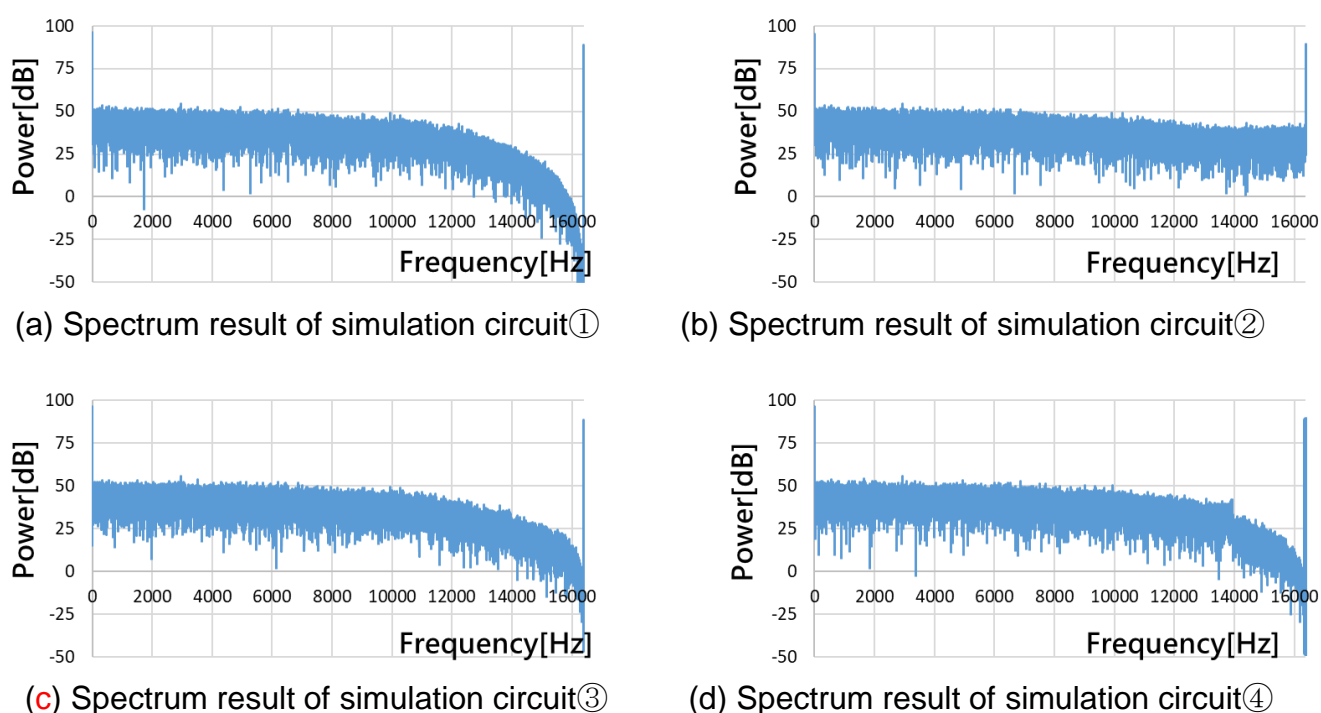 100
75
50
25
0
-25
-50
Power[dB]
0 2000 4000 6000 8000 10000 12000 14000 16000
Frequency[Hz]
(a) Spectrum result of simulation circuit①
100
75
50
25
0
-25
-50
Power[dB]
0 2000 4000 6000 8000 10000 12000 14000 16000
Frequency[Hz]
(b) Spectrum result of simulation circuit②
100
75
50
25
0
-25
-50
Power[dB]
0 2000 4000 6000 8000 10000 12000 14000 16000
Frequency[Hz]
(c) Spectrum result of simulation circuit③
100
75
50
25
0
-25
-50
Power[dB]
0 2000 4000 6000 8000 10000 12000 14000 16000
Frequency[Hz]
(d) Spectrum result of simulation circuit④